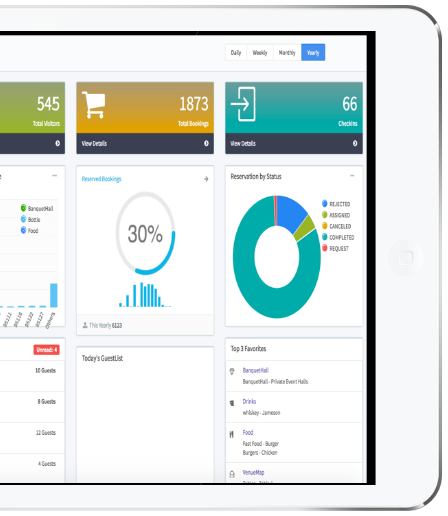 Daily Weekly Monthly Yearly
545
Total Visitors
1873
Total Bookings
66
Checkins
View Details
View Details
BanquetHall
Bottle
Food
Others
Reserved Bookings
30%
This Yearly 6123
Reservation by Status
REJECTED
ASSIGNED
CANCELED
COMPLETED
REQUEST
Unread: 4
10 Guests
8 Guests
12 Guests
4 Guests
Today's GuestList
Top 3 Favorites
BanquetHall
BanquetHall - Private Event Halls
Drinks
whiskey - Jameson
Food
Fast Food - Burger
Burgers - Chicken
VenueMap